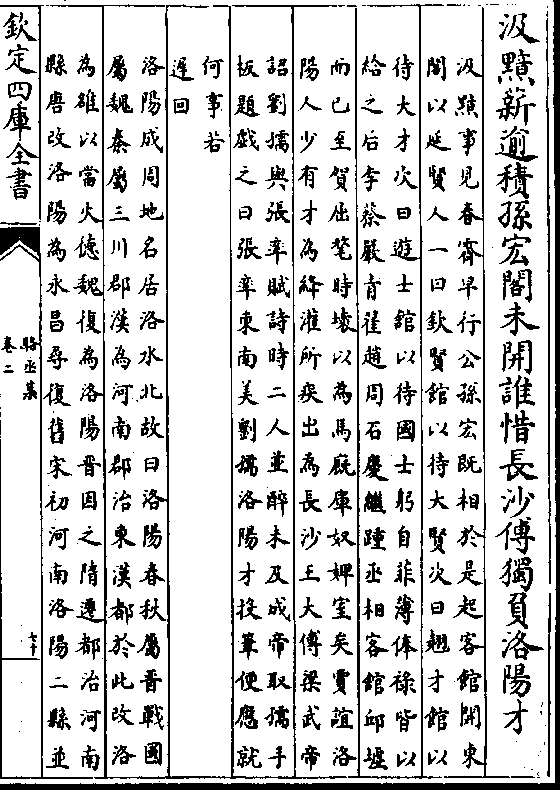 汲黯薪逾積孫宏閣未開誰惜長沙傅獨負洛陽才
汲黯事見春霽早行公孫宏既相於是起客館開東
閣以延賢人一曰欽賢館以待大賢次曰翹才館以
待大才次曰遊士館以待國士躬自菲薄俸祿皆以
給之后李蔡嚴青翟趙周石慶繼踵丞相客館邱墟
而已至賀屈氂時壞以為馬厩庫奴婢室矣賈誼洛
陽人少有才為絳灌所疾出為長沙王大傅梁武帝
詔劉孺與張率賦詩時二人並醉未及成帝取孺手
板題戲之曰張率東南美劉孺洛陽才㩼筆便應就
何事若
遲回
洛陽成周地名居洛水北故曰洛陽春秋屬晉戰國
屬魏秦屬三川郡漢為河南郡治東漢都於此改洛
為雒以當火徳魏復為洛陽晉因之隋遷都治河南
縣唐改洛陽為永昌尋復舊宋初河南洛陽二縣並
欽定四庫全書
駱丞集
卷二
七十